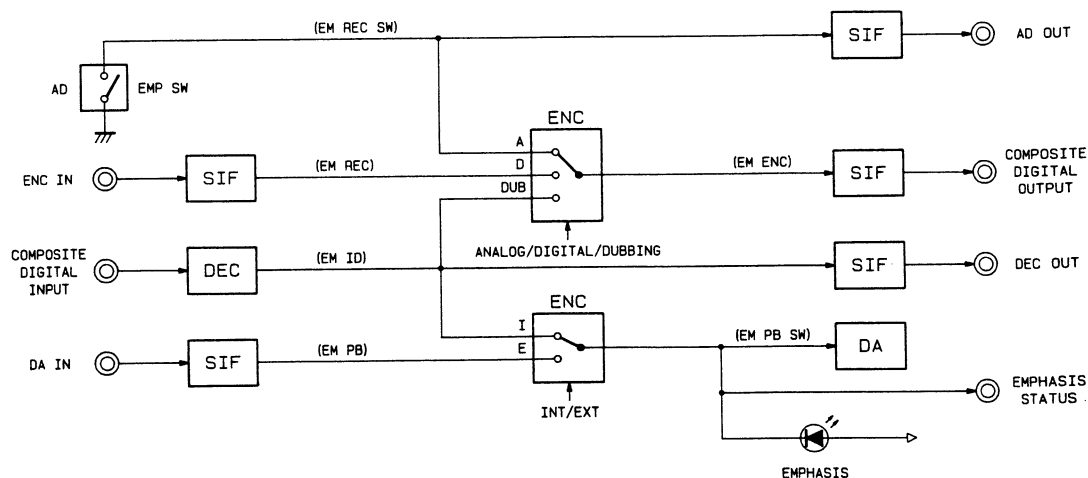 (EM REC SW)
SIF
AD OUT
AD
EMP SW
ENC
A
D
DUB
ENC IN
SIF
(EM REC)
(EM ENC)
SIF
COMPOSITE
DIGITAL
OUTPUT
ANALOG/DIGITAL/DUBBING
COMPOSITE
DIGITAL
INPUT
DEC
(EM ID)
SIF
DEC OUT
ENC
I
E
DA IN
SIF
(EM PB)
(EM PB SW)
DA
INT/EXT
EMPHASIS
STATUS
EMPHASIS